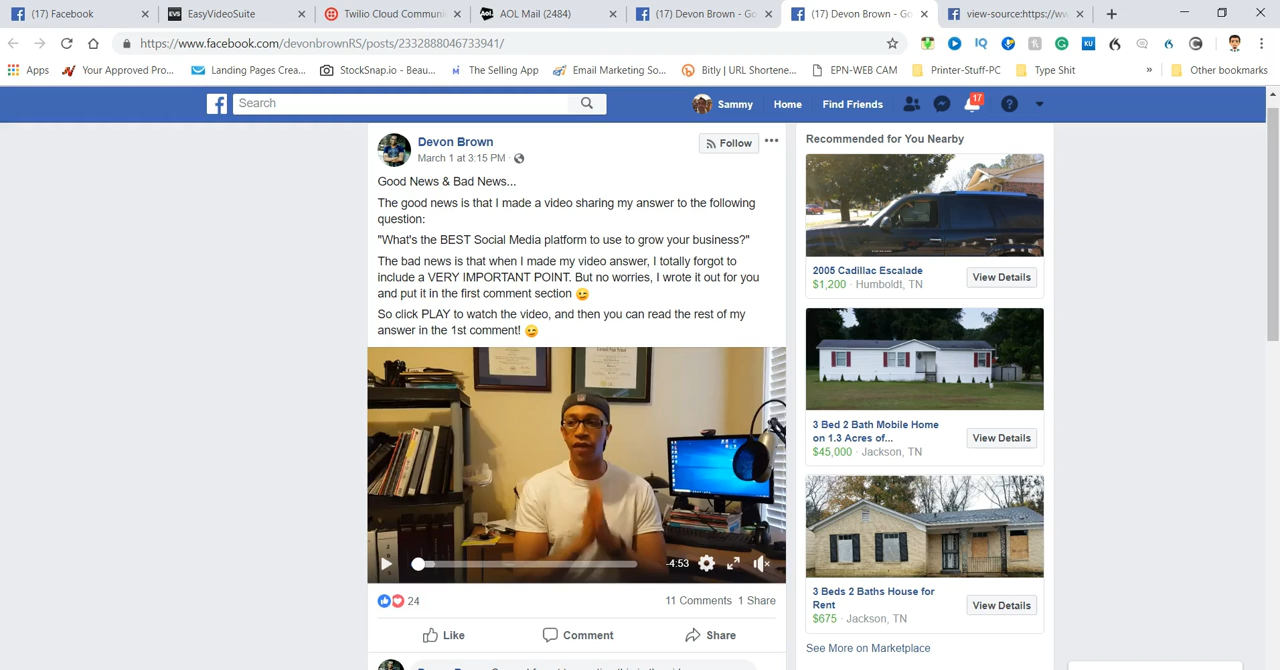 (17) Facebook
EVS EasyVideoSuite
Twilio Cloud Communi
Aol. AOL Mail (2484)
(17) Devon Brown - Go
(17) Devon Brown - Go
view-source:https://ww
https://www.facebook.com/devonbrownRS/posts/2332888046733941/
IQ
KU
Apps
Your Approved Pro...
Landing Pages Crea...
StockSnap.io - Beau...
The Selling App
Email Marketing So...
Bitly | URL Shortene...
EPN-WEB CAM
Printer-Stuff-PC
Type Shit
»
Other bookmarks
Search
Sammy
Home
Find Friends
17
Devon Brown
March 1 at 3:15 PM ·
Follow
Good News & Bad News...
The good news is that I made a video sharing my answer to the following
question:
"What's the BEST Social Media platform to use to grow your business?"
The bad news is that when I made my video answer, I totally forgot to
include a VERY IMPORTANT POINT. But no worries, I wrote it out for you
and put it in the first comment section 😉
So click PLAY to watch the video, and then you can read the rest of my
answer in the 1st comment! 😉
-4:53
24
11 Comments 1 Share
Like
Comment
Share
Recommended for You Nearby
2005 Cadillac Escalade
$1,200 · Humboldt, TN
View Details
3 Bed 2 Bath Mobile Home
on 1.3 Acres of...
$45,000 · Jackson, TN
View Details
3 Beds 2 Baths House for
Rent
$675 · Jackson, TN
View Details
See More on Marketplace